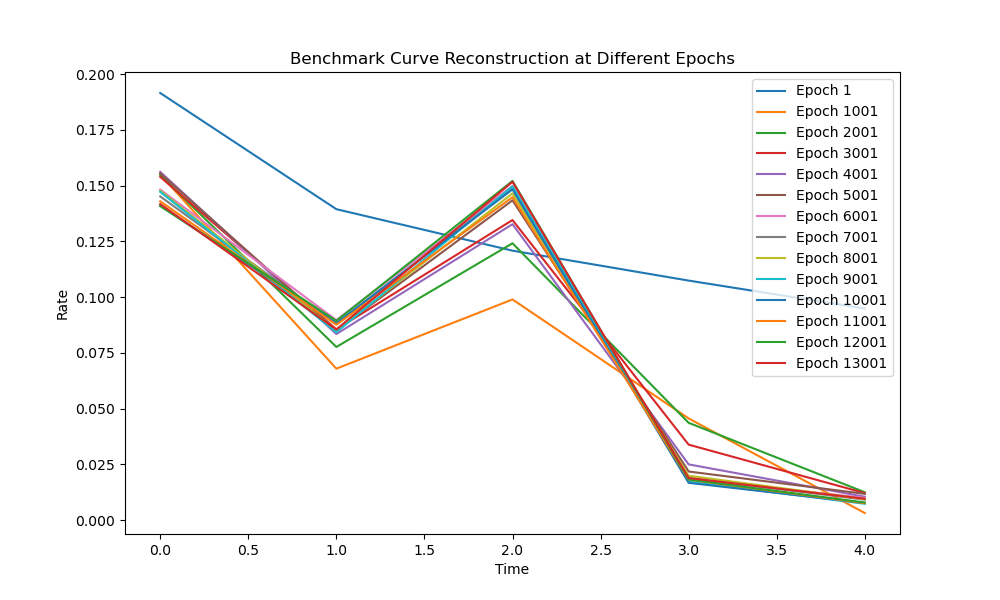 Benchmark Curve Reconstruction at Different Epochs
0.200
0.175
0.150
0.125
0.100
0.075
0.050
0.025
0.000
Rate
Epoch 1
Epoch 1001
Epoch 2001
Epoch 3001
Epoch 4001
Epoch 5001
Epoch 6001
Epoch 7001
Epoch 8001
Epoch 9001
Epoch 10001
Epoch 11001
Epoch 12001
Epoch 13001
0.0 0.5 1.0 1.5 2.0 2.5 3.0 3.5 4.0
Time